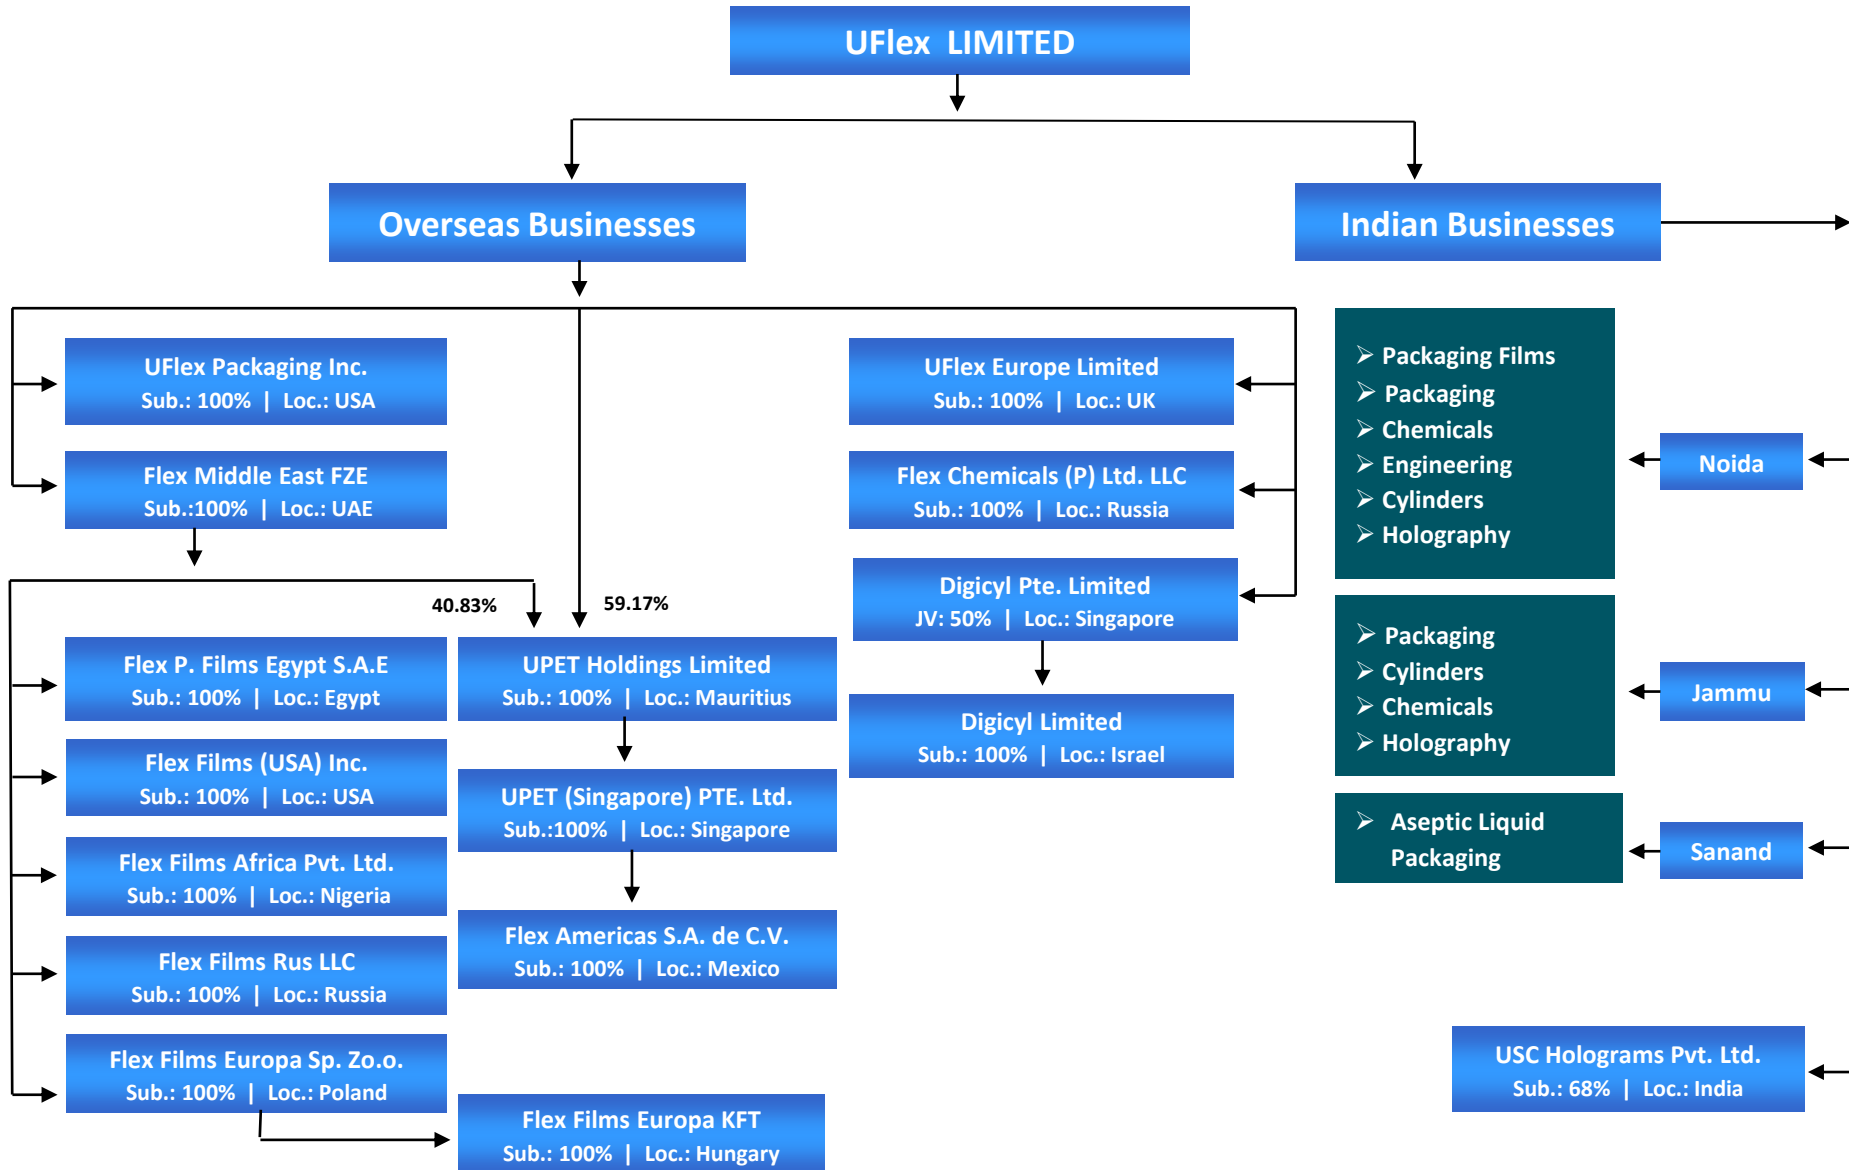 UFlex LIMITED
Overseas Businesses
Indian Businesses
UFlex Packaging Inc.
Sub.: 100% | Loc.: USA
Flex Middle East FZE
Sub.:100% | Loc.: UAE
40.83%
59.17%
Flex P. Films Egypt S.A.E
Sub.: 100% | Loc.: Egypt
Flex Films (USA) Inc.
Sub.: 100% | Loc.: USA
Flex Films Africa Pvt. Ltd.
Sub.: 100% | Loc.: Nigeria
Flex Films Rus LLC
Sub.: 100% | Loc.: Russia
Flex Films Europa Sp. Zo.o.
Sub.: 100% | Loc.: Poland
UPET Holdings Limited
Sub.: 100% | Loc.: Mauritius
UPET (Singapore) PTE. Ltd.
Sub.:100% | Loc.: Singapore
Flex Americas S.A. de C.V.
Sub.: 100% | Loc.: Mexico
Flex Films Europa KFT
Sub.: 100% | Loc.: Hungary
UFlex Europe Limited
Sub.: 100% | Loc.: UK
Flex Chemicals (P) Ltd. LLC
Sub.: 100% | Loc.: Russia
Digicyl Pte. Limited
JV: 50% | Loc.: Singapore
Digicyl Limited
Sub.: 100% | Loc.: Israel
➢ Packaging Films
➢ Packaging
➢ Chemicals
➢ Engineering
➢ Cylinders
➢ Holography
Noida
➢ Packaging
➢ Cylinders
➢ Chemicals
➢ Holography
Jammu
➢ Aseptic Liquid
Packaging
Sanand
USC Holograms Pvt. Ltd.
Sub.: 68% | Loc.: India